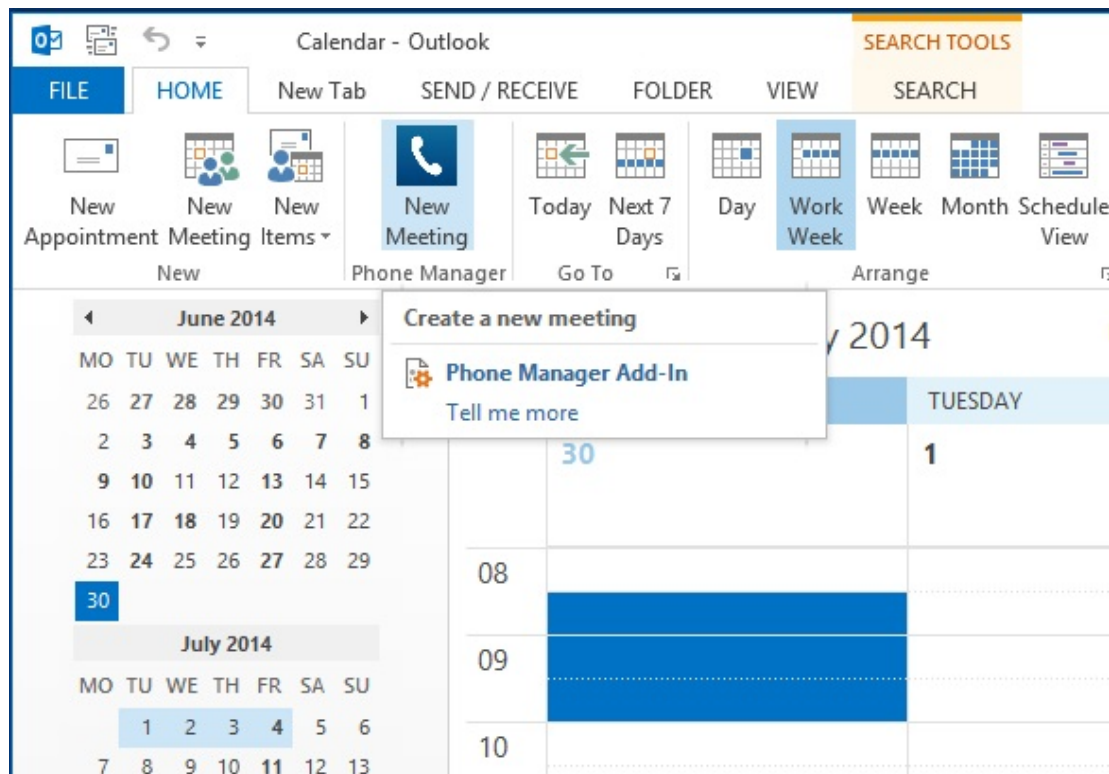 Calendar - Outlook
SEARCH TOOLS
FILE HOME New Tab SEND / RECEIVE FOLDER VIEW SEARCH
New Appointment
New Meeting
New Items
New Meeting
Today
Next 7 Days
Day
Work Week
Week
Month
Schedule View
New Phone Manager Go To Arrange
June 2014
MO TU WE TH FR SA SU
26 27 28 29 30 31 1
2 3 4 5 6 7 8
9 10 11 12 13 14 15
16 17 18 19 20 21 22
23 24 25 26 27 28 29
30
July 2014
MO TU WE TH FR SA SU
1 2 3 4 5 6
7 8 9 10 11 12 13
Create a new meeting
Phone Manager Add-In
Tell me more
y 2014
TUESDAY
30 1
08
09
10